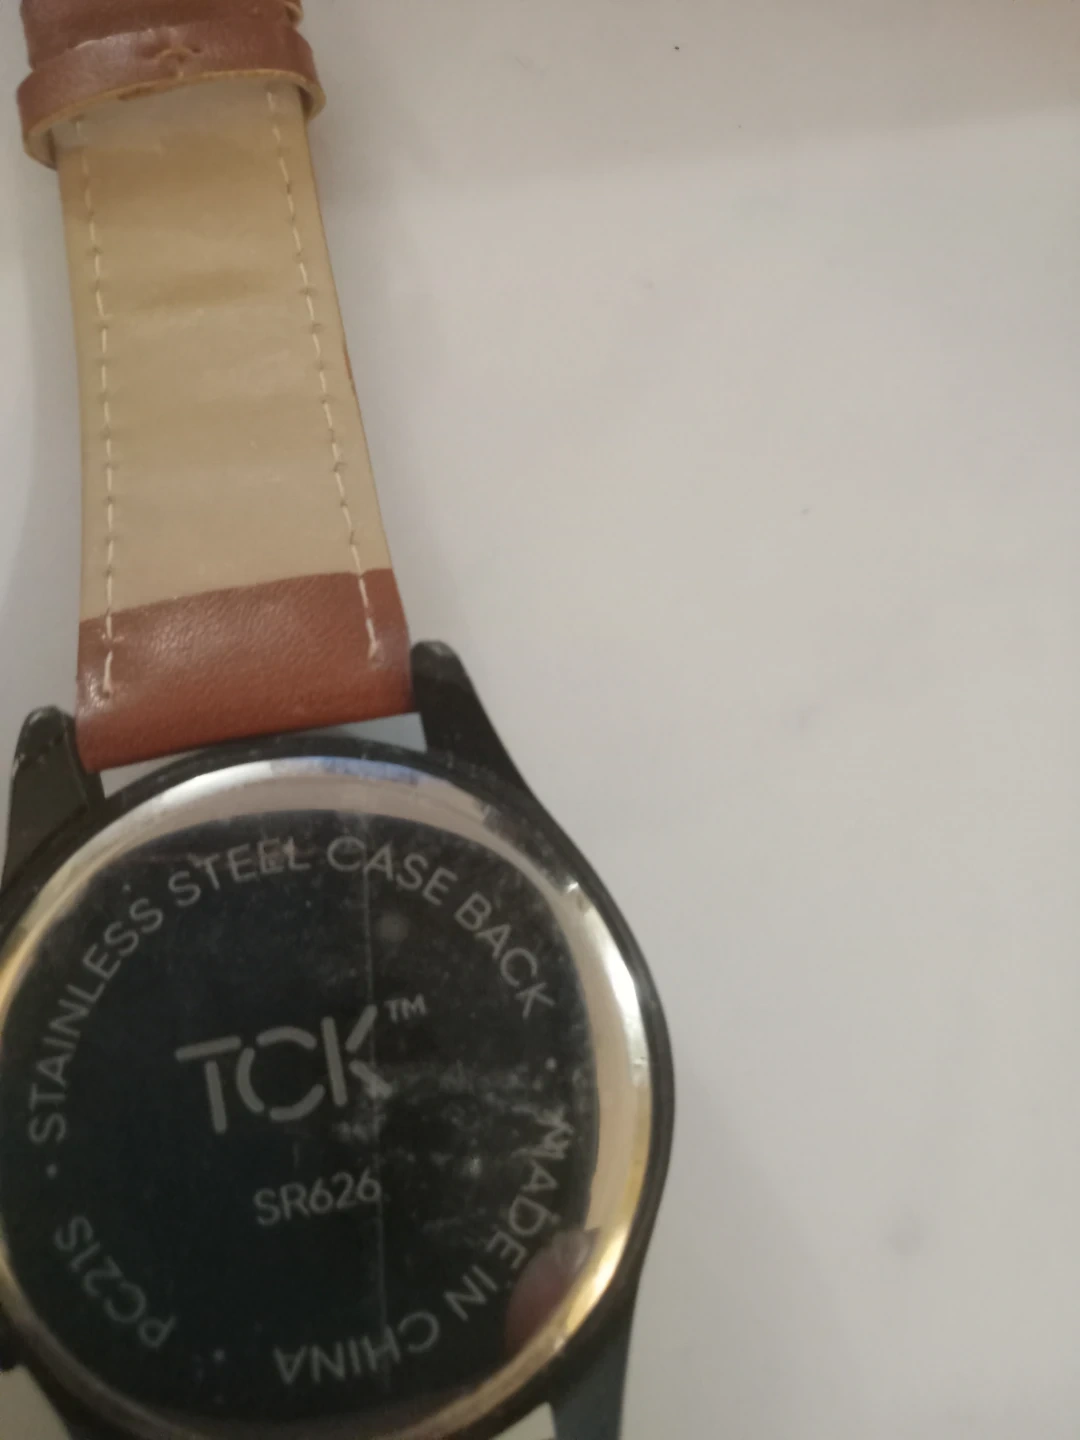 • STAINLESS STEEL CASE BACK •
TCK™
SR626
MADE IN CHINA •
PC21S